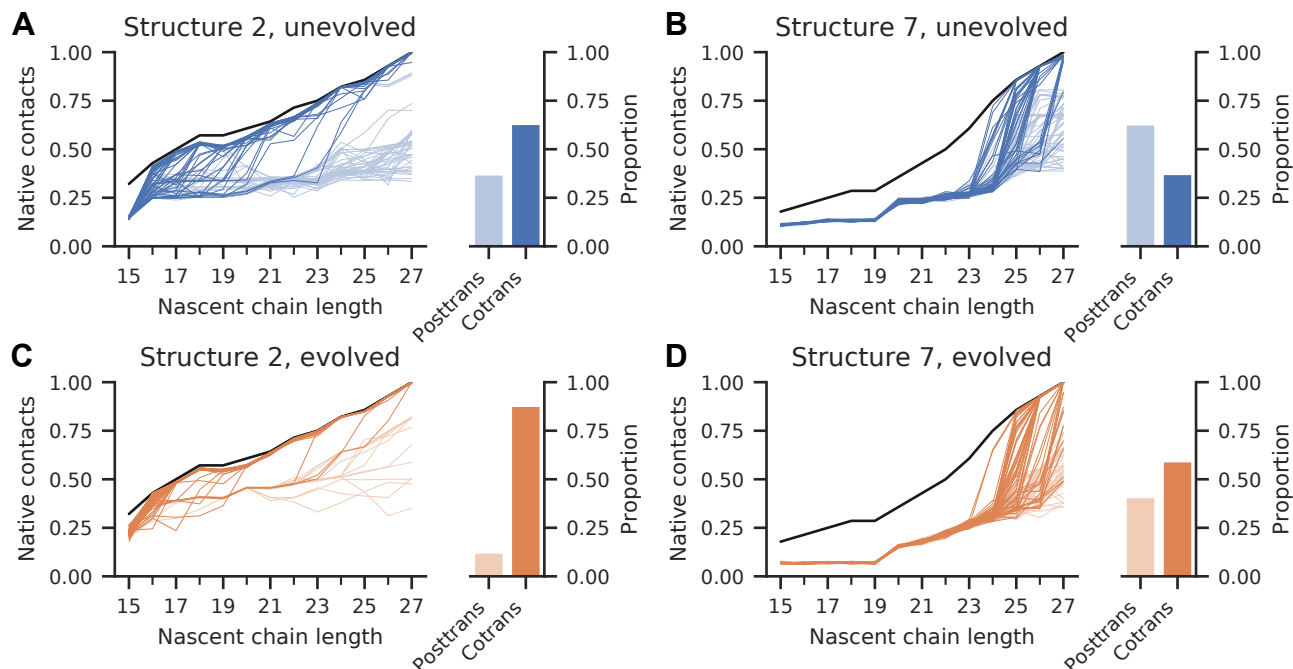 A
Structure 2, unevolved
Native contacts
1.00
0.75
0.50
0.25
0.00
15 17 19 21 23 25 27
Nascent chain length
1.00
0.75
0.50
0.25
0.00
Proportion
Posttrans
Cotrans
B
Structure 7, unevolved
Native contacts
1.00
0.75
0.50
0.25
0.00
15 17 19 21 23 25 27
Nascent chain length
1.00
0.75
0.50
0.25
0.00
Proportion
Posttrans
Cotrans
C
Structure 2, evolved
Native contacts
1.00
0.75
0.50
0.25
0.00
15 17 19 21 23 25 27
Nascent chain length
1.00
0.75
0.50
0.25
0.00
Proportion
Posttrans
Cotrans
D
Structure 7, evolved
Native contacts
1.00
0.75
0.50
0.25
0.00
15 17 19 21 23 25 27
Nascent chain length
1.00
0.75
0.50
0.25
0.00
Proportion
Posttrans
Cotrans